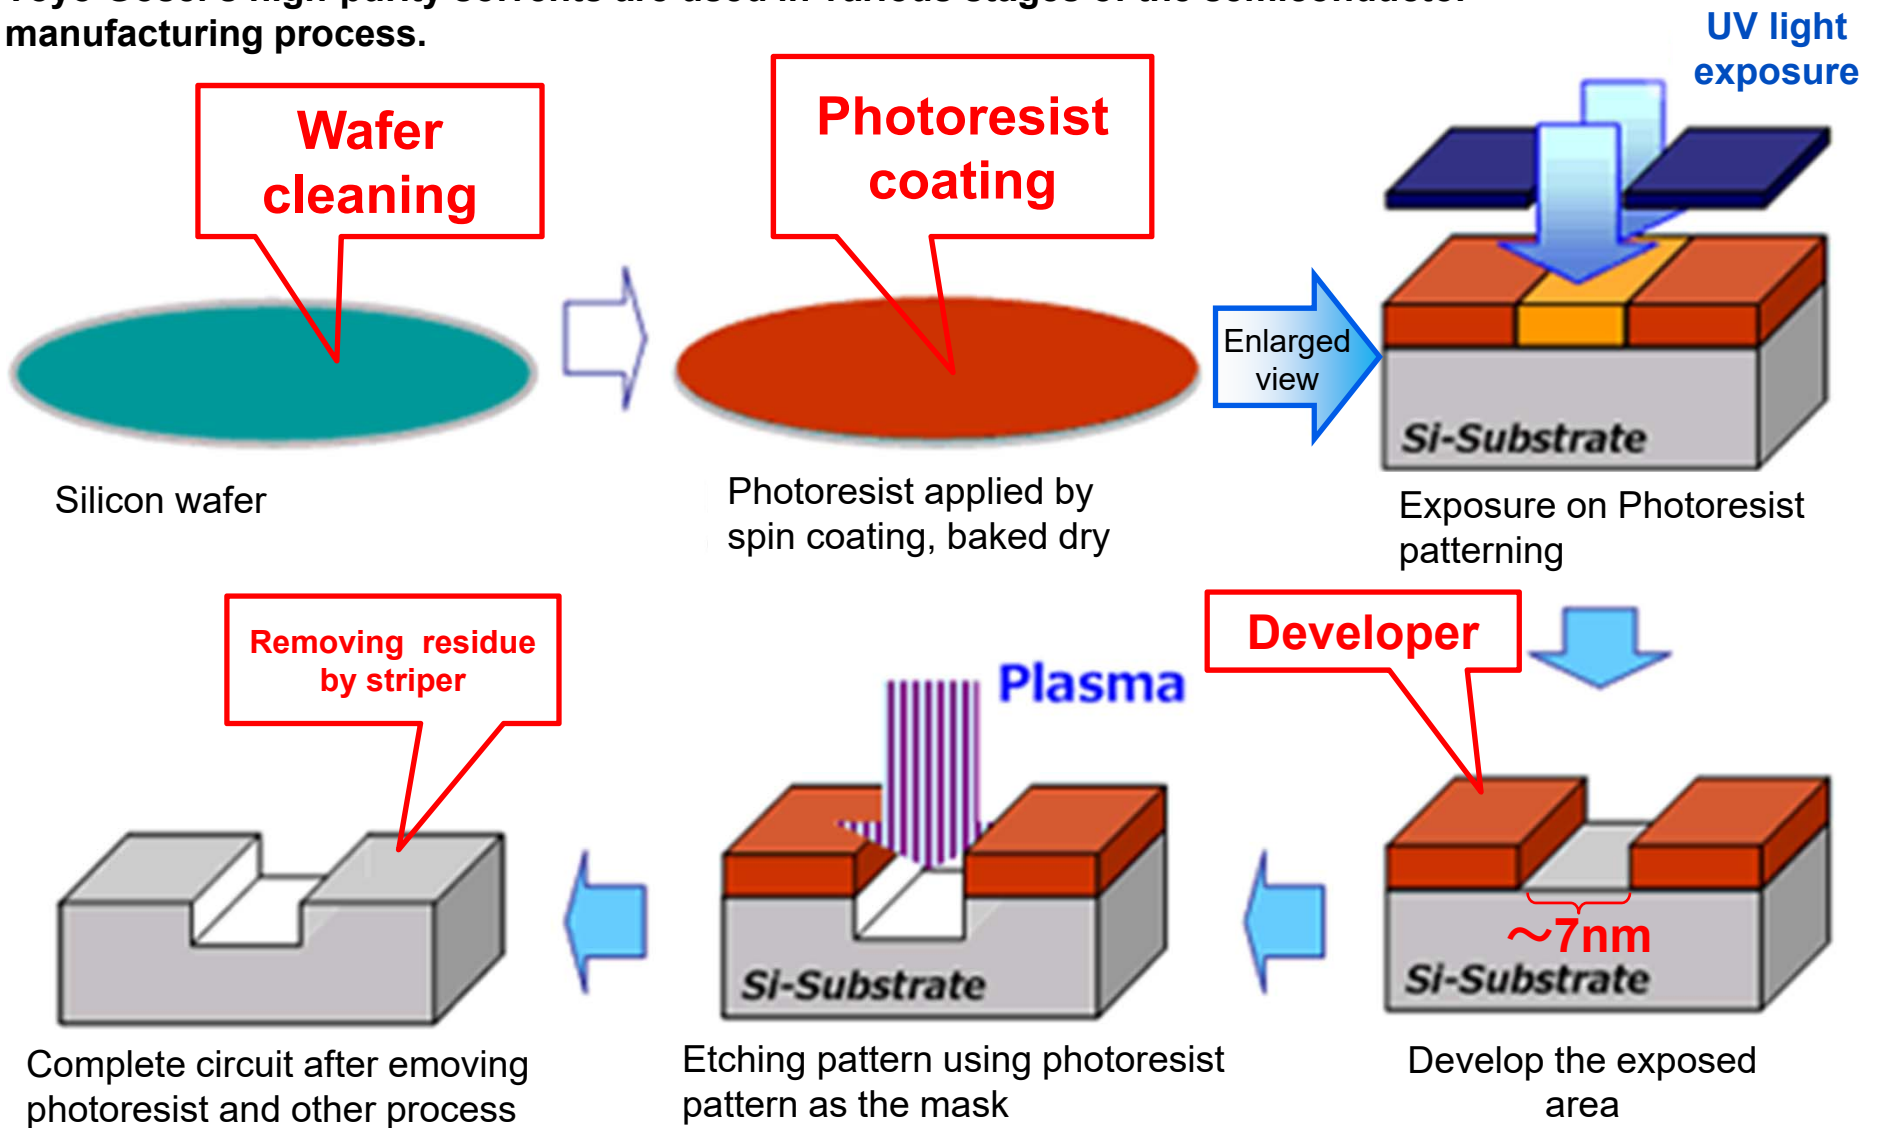 manufacturing process.
UV light
exposure
Wafer
cleaning
Photoresist
coating
Enlarged
view
Si-Substrate
Silicon wafer
Photoresist applied by
spin coating, baked dry
Exposure on Photoresist
patterning
Removing residue
by striper
Plasma
Developer
~7nm
Si-Substrate
Si-Substrate
Complete circuit after emoving
photoresist and other process
Etching pattern using photoresist
pattern as the mask
Develop the exposed
area